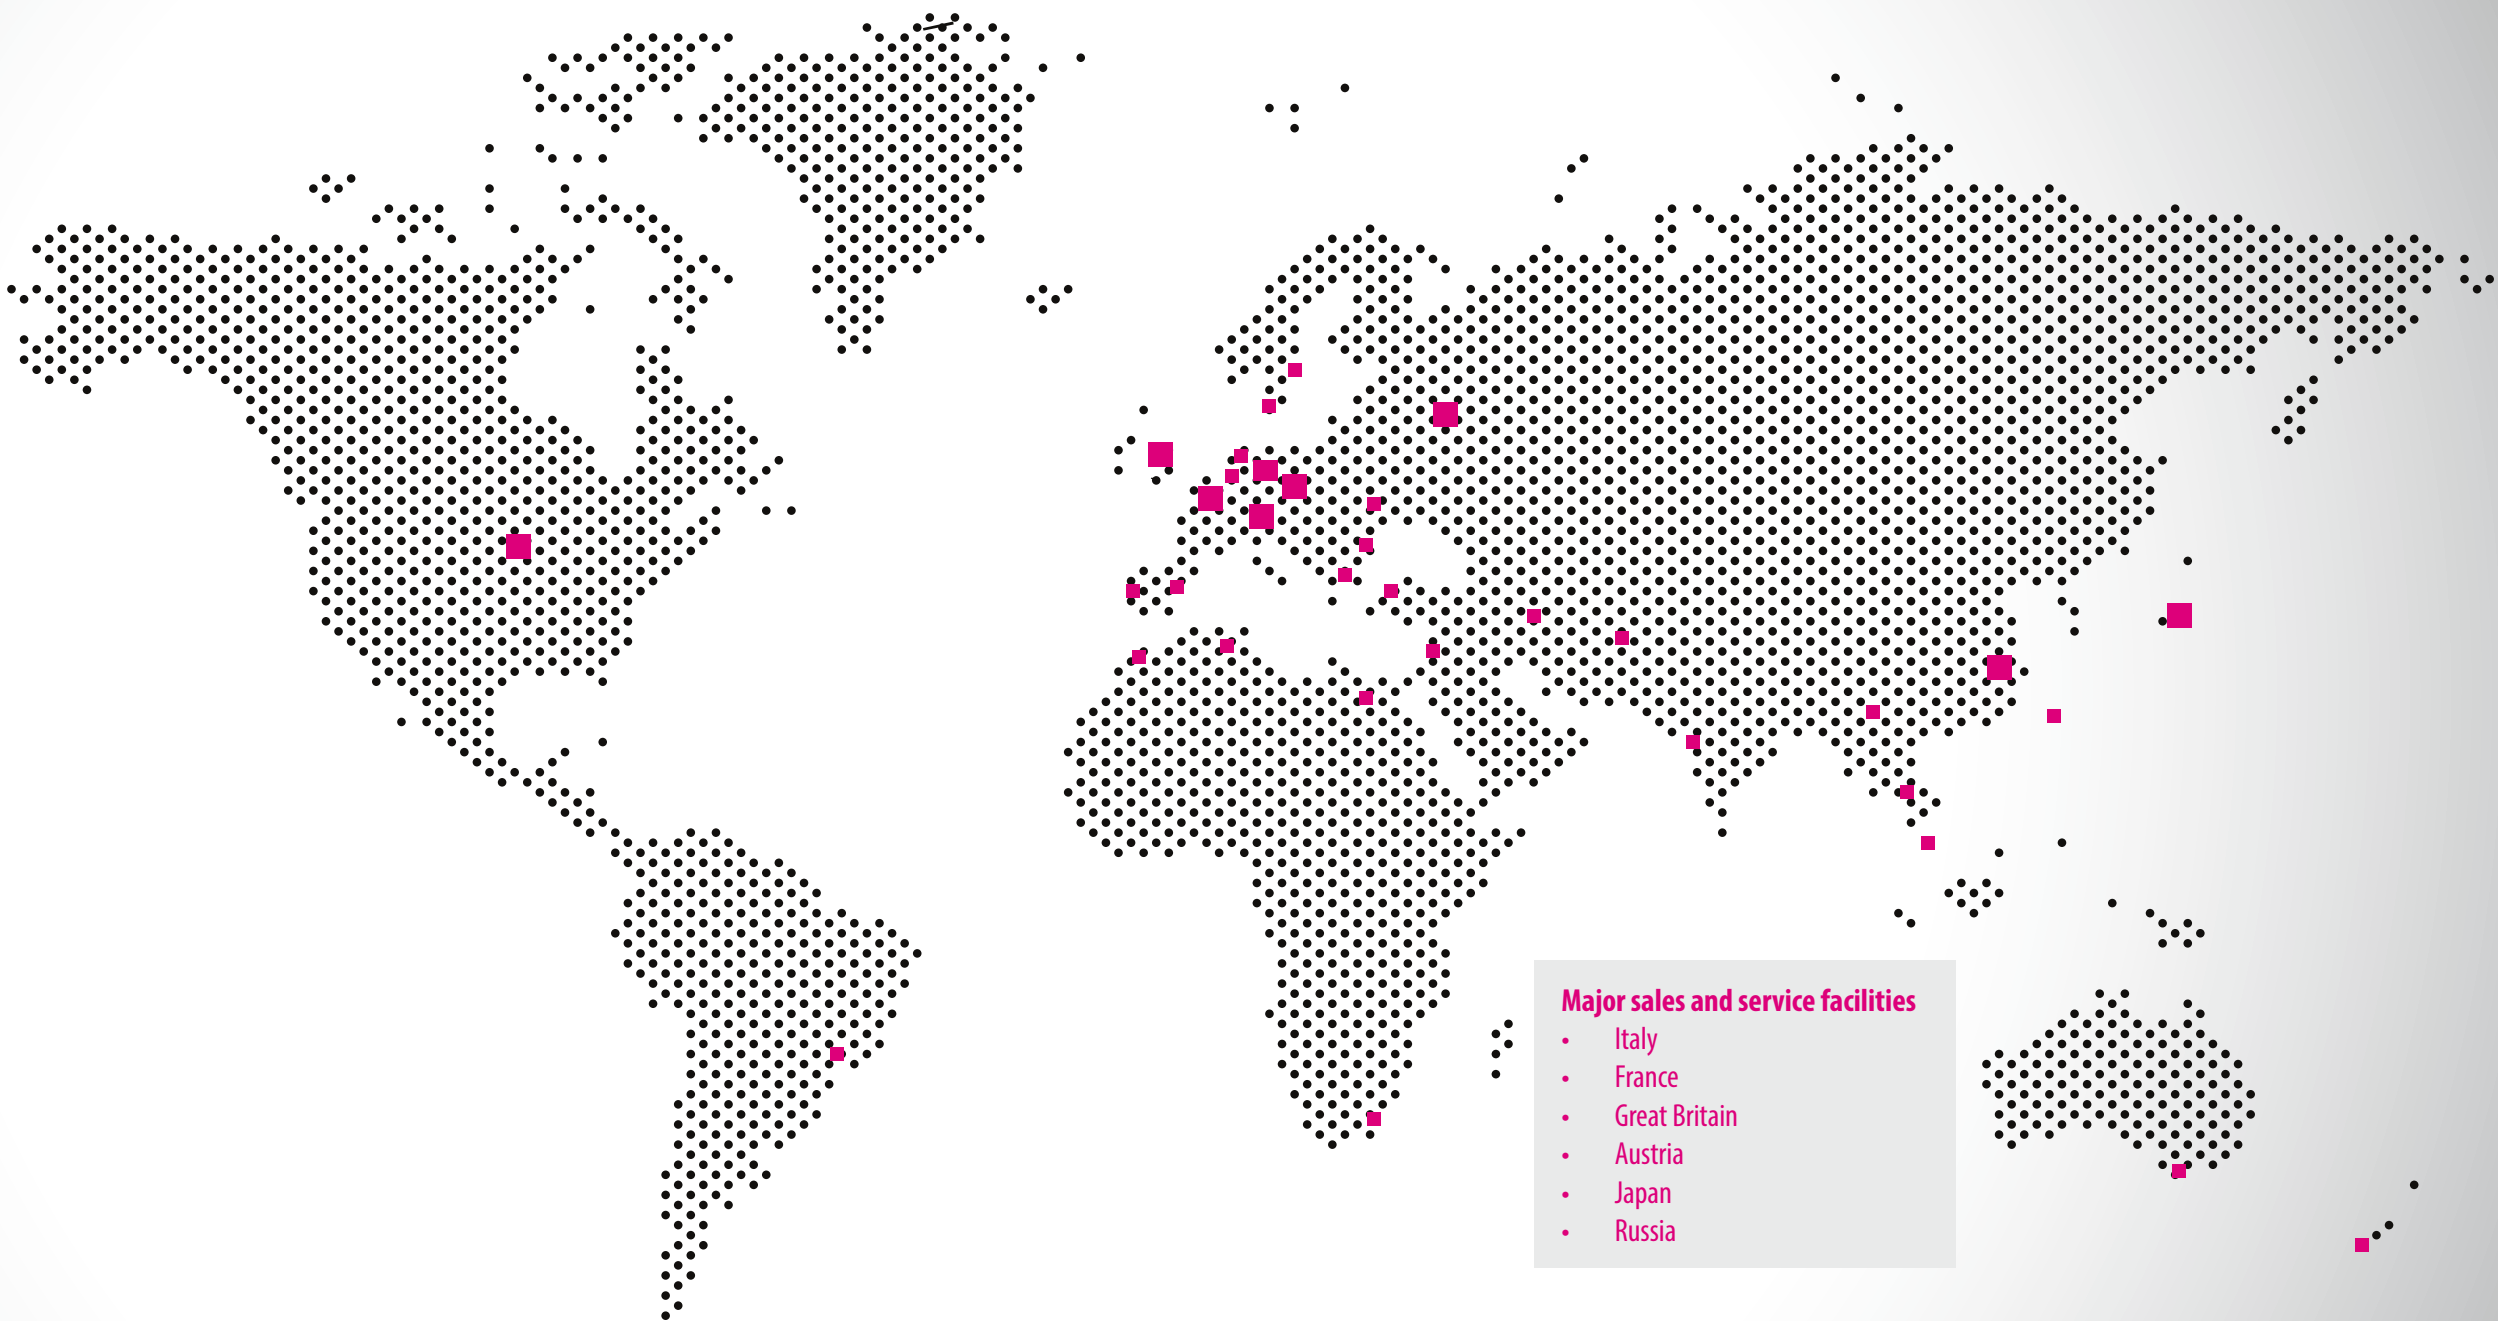 Major sales and service facilities
• Italy
• France
• Great Britain
• Austria
• Japan
• Russia